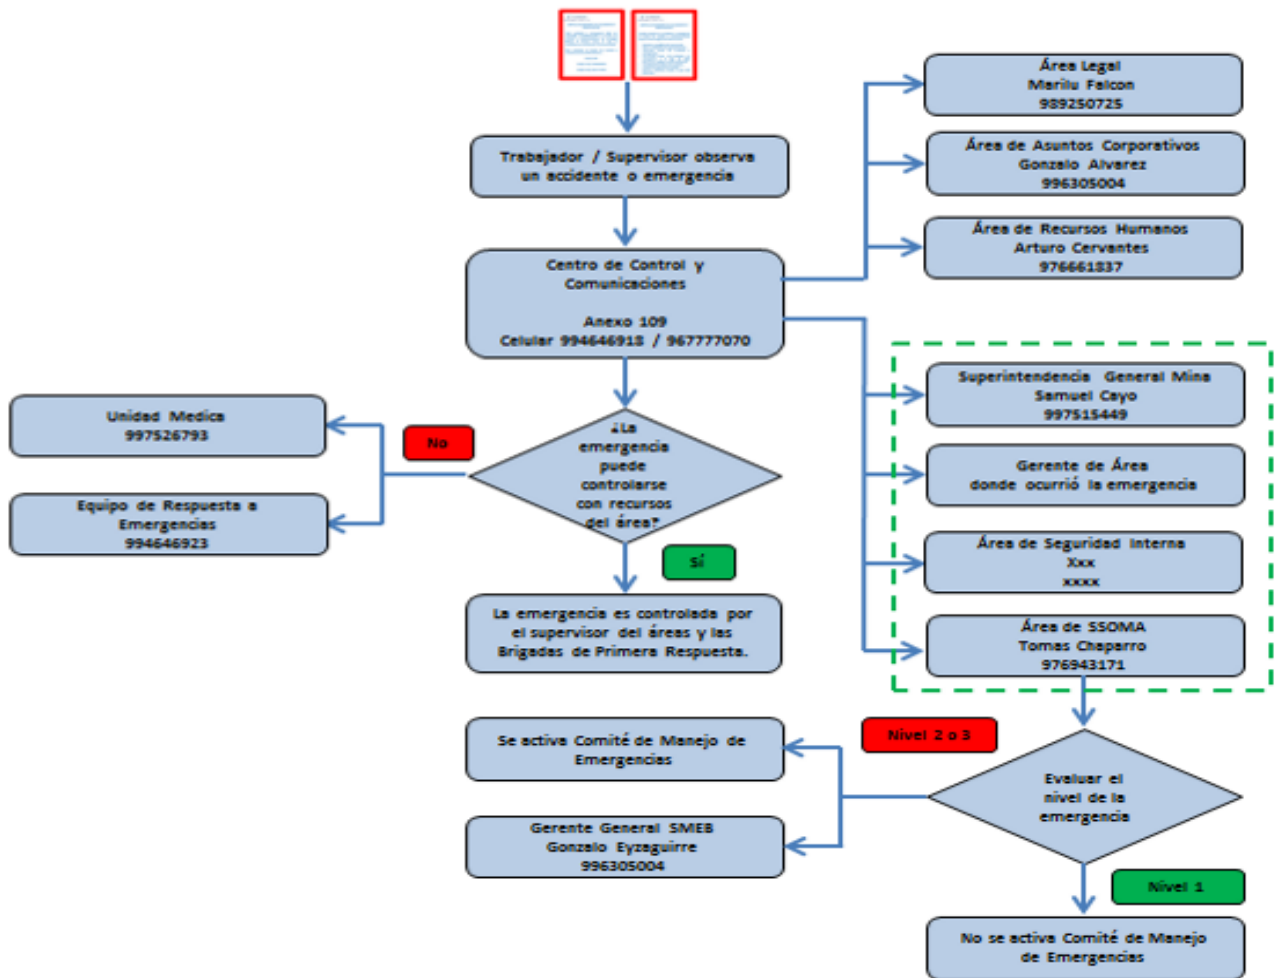 Trabajador / Supervisor observa
un accidente o emergencia
Centro de Control y
Comunicaciones
Anexo 109
Celular 994646918 / 967777070
Área Legal
Marilu Falcon
989250725
Área de Asuntos Corporativos
Gonzalo Alvarez
996305004
Área de Recursos Humanos
Arturo Cervantes
976661837
Superintendencia General Mina
Samuel Cayo
997515449
Gerente de Área
donde ocurrió la emergencia
Área de Seguridad Interna
Xxx
xxxx
Área de SSOMA
Tomas Chaparro
976943171
¿La
emergencia
puede
controlarse
con recursos
del área?
No
Unidad Medica
997526793
Equipo de Respuesta a
Emergencias
994646923
Sí
La emergencia es controlada por
el supervisor del áreas y las
Brigadas de Primera Respuesta.
Evaluar el
nivel de la
emergencia
Nivel 2 o 3
Se activa Comité de Manejo de
Emergencias
Gerente General SMEB
Gonzalo Eyzaguirre
996305004
Nivel 1
No se activa Comité de Manejo
de Emergencias